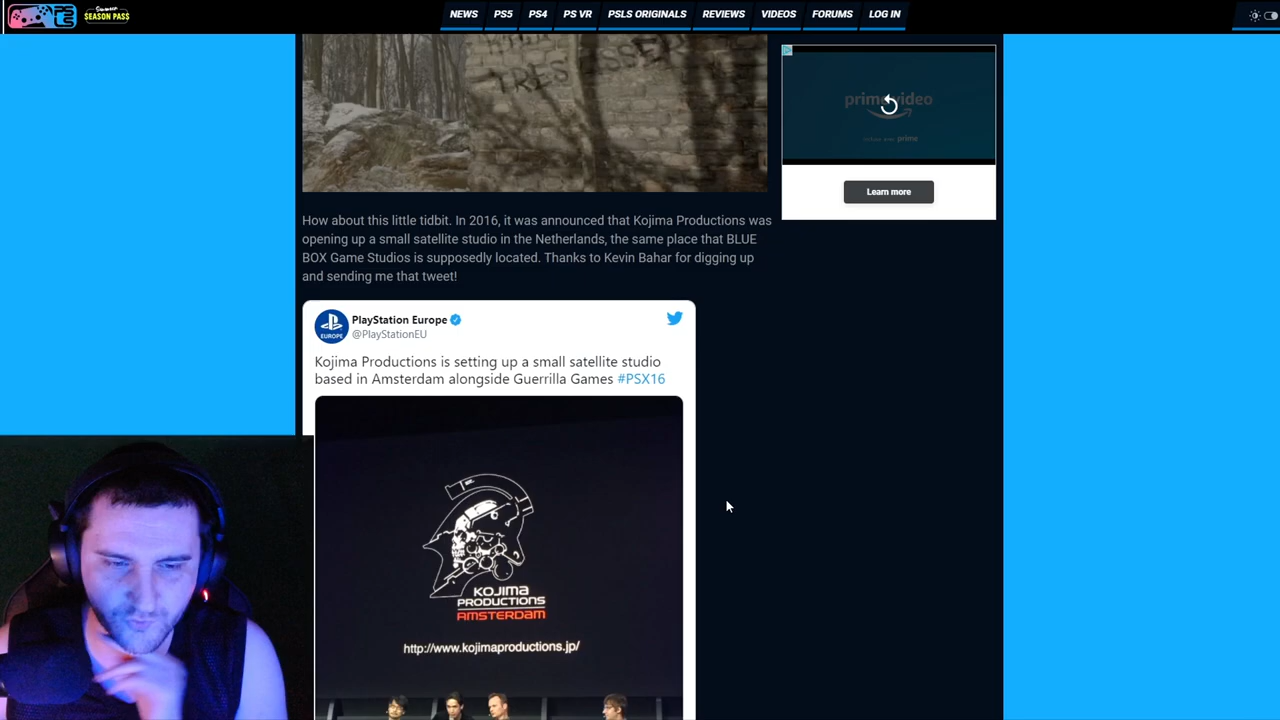 Summer
SEASON PASS
NEWS PS5 PS4 PS VR PSLS ORIGINALS REVIEWS VIDEOS FORUMS LOG IN
TRES
prime video
prime
Learn more
How about this little tidbit. In 2016, it was announced that Kojima Productions was
opening up a small satellite studio in the Netherlands, the same place that BLUE
BOX Game Studios is supposedly located. Thanks to Kevin Bahar for digging up
and sending me that tweet!
PlayStation Europe
@PlayStationEU
EUROPE
Kojima Productions is setting up a small satellite studio
based in Amsterdam alongside Guerrilla Games #PSX16
KOJIMA
PRODUCTIONS
AMSTERDAM
http://www.kojimaproductions.jp/